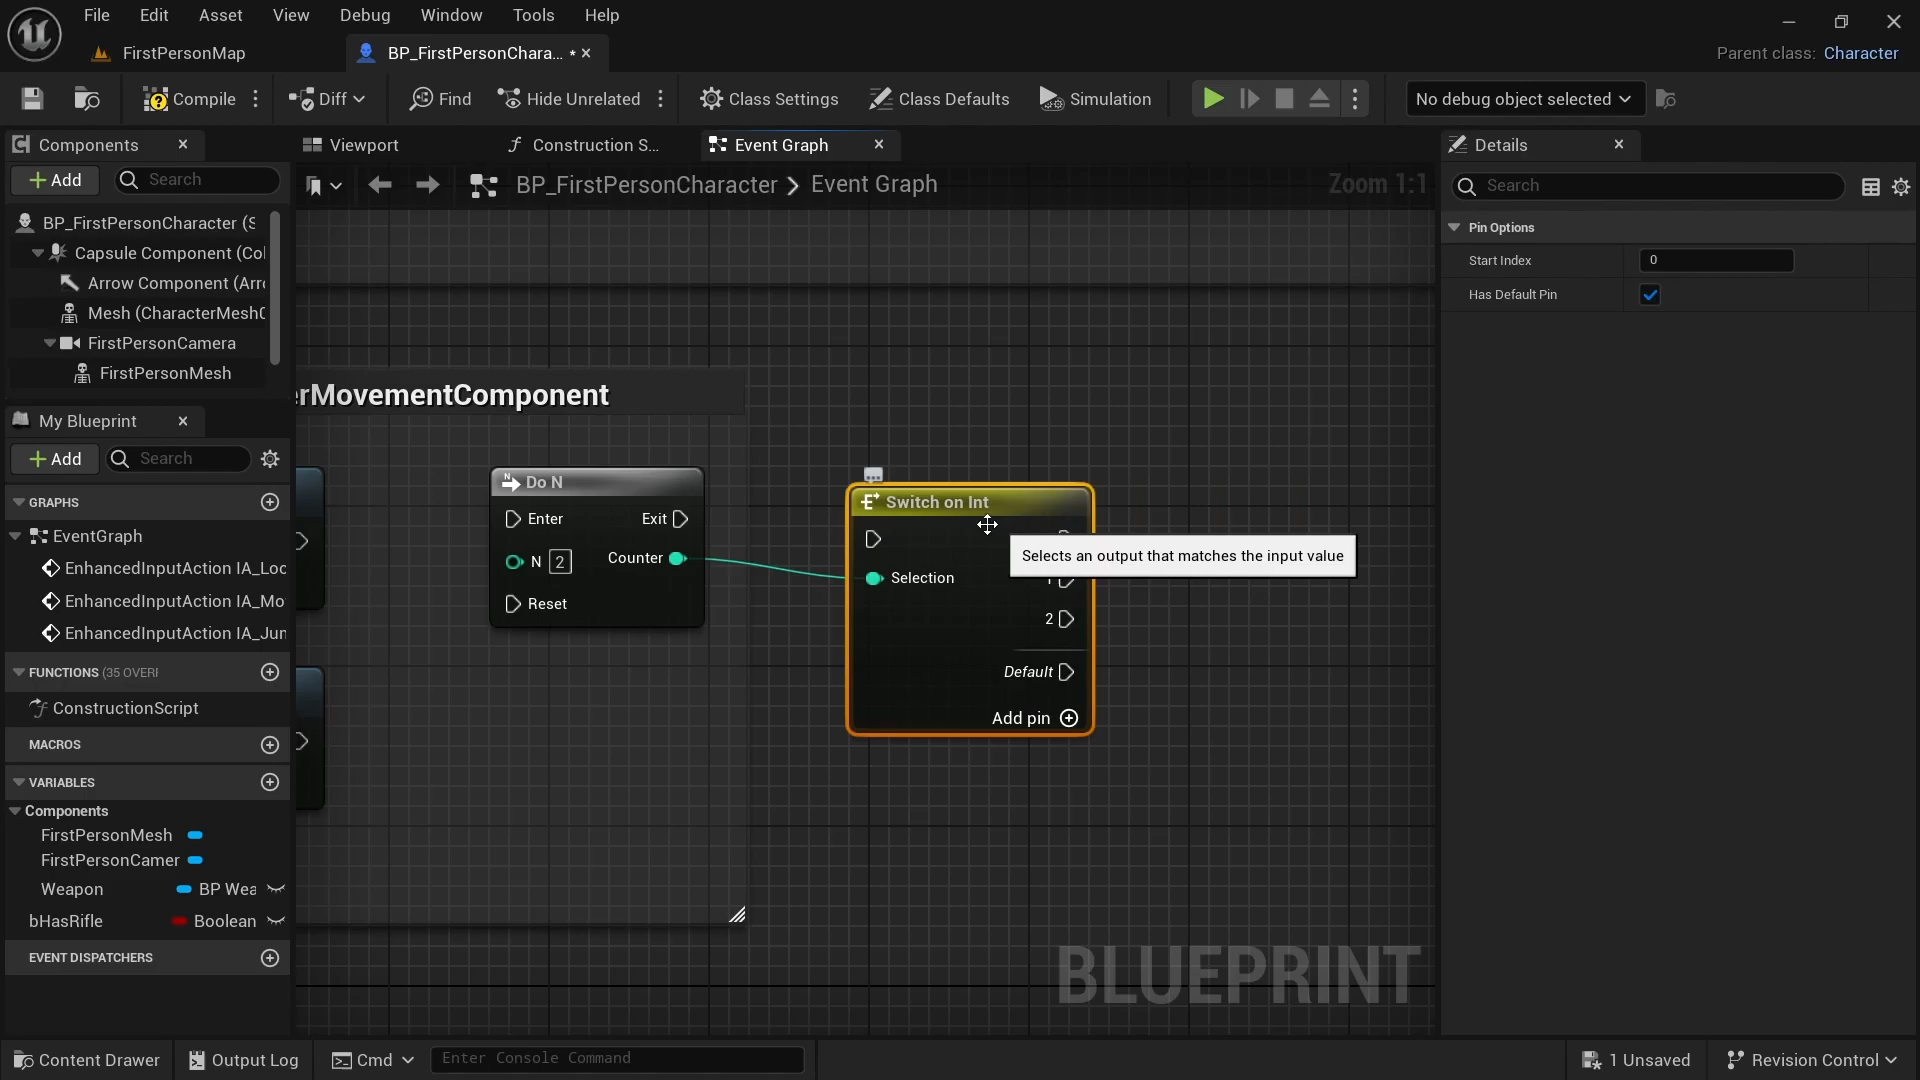 File Edit Asset View Debug Window Tools Help
FirstPersonMap
BP_FirstPersonChara... *
Parent class: Character
Compile
Diff
Find
Hide Unrelated
Class Settings
Class Defaults
Simulation
No debug object selected
Components
Viewport
Construction S...
Event Graph
Details
Add
Search
BP_FirstPersonCharacter > Event Graph
Zoom 1:1
Search
BP_FirstPersonCharacter (S
Capsule Component (Col
Arrow Component (Arro
Mesh (CharacterMesh0
FirstPersonCamera
FirstPersonMesh
Pin Options
Start Index 0
Has Default Pin
My Blueprint
Add
Search
GRAPHS
EventGraph
EnhancedInputAction IA_Loo
EnhancedInputAction IA_Mo
EnhancedInputAction IA_Jum
FUNCTIONS (35 OVERI
ConstructionScript
MACROS
VARIABLES
Components
FirstPersonMesh
FirstPersonCamer
Weapon BP Wea
bHasRifle Boolean
EVENT DISPATCHERS
erMovementComponent
Do N
Enter Exit
N 2 Counter
Reset
Switch on Int
Selects an output that matches the input value
Selection 1
2
Default
Add pin
BLUEPRINT
Content Drawer
Output Log
Cmd
Enter Console Command
1 Unsaved
Revision Control